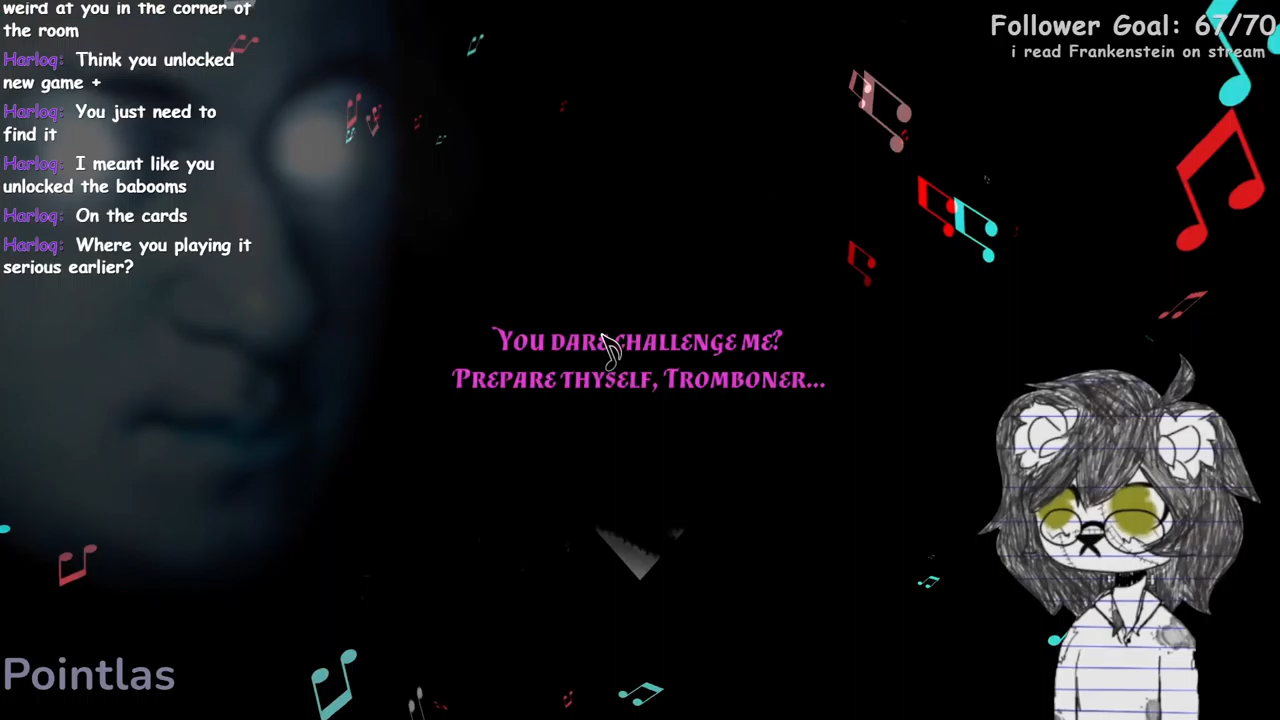 weird at you in the corner of
the room
Harloq: Think you unlocked
new game +
Harloq: You just need to
find it
Harloq: I meant like you
unlocked the babooms
Harloq: On the cards
Harloq: Where you playing it
serious earlier?
Follower Goal: 67/70
i read Frankenstein on stream
You dare challenge me?
Prepare thyself, Tromboner...
Pointlas